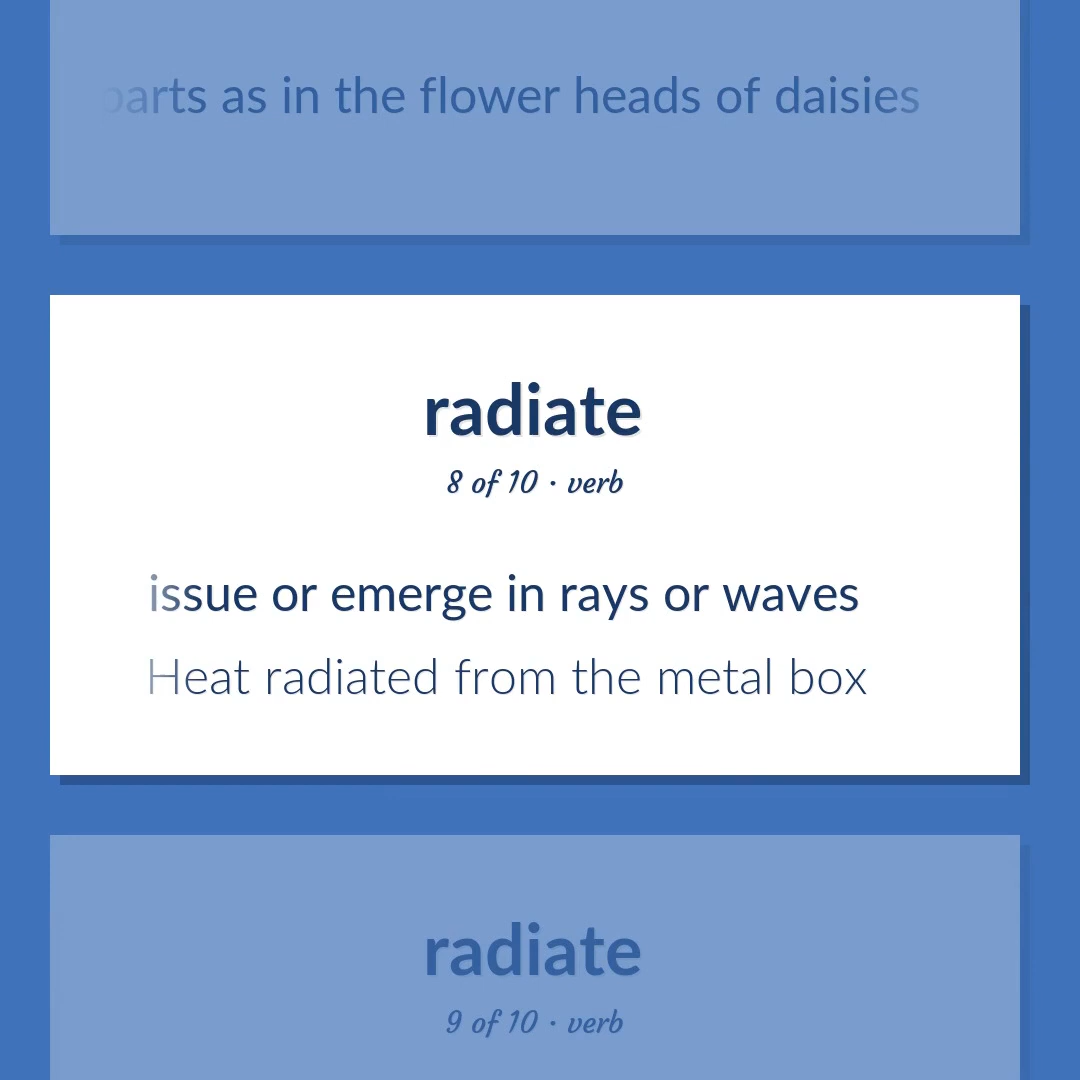 parts as in the flower heads of daisies
radiate
8 of 10 · verb
issue or emerge in rays or waves
Heat radiated from the metal box
radiate
9 of 10 · verb